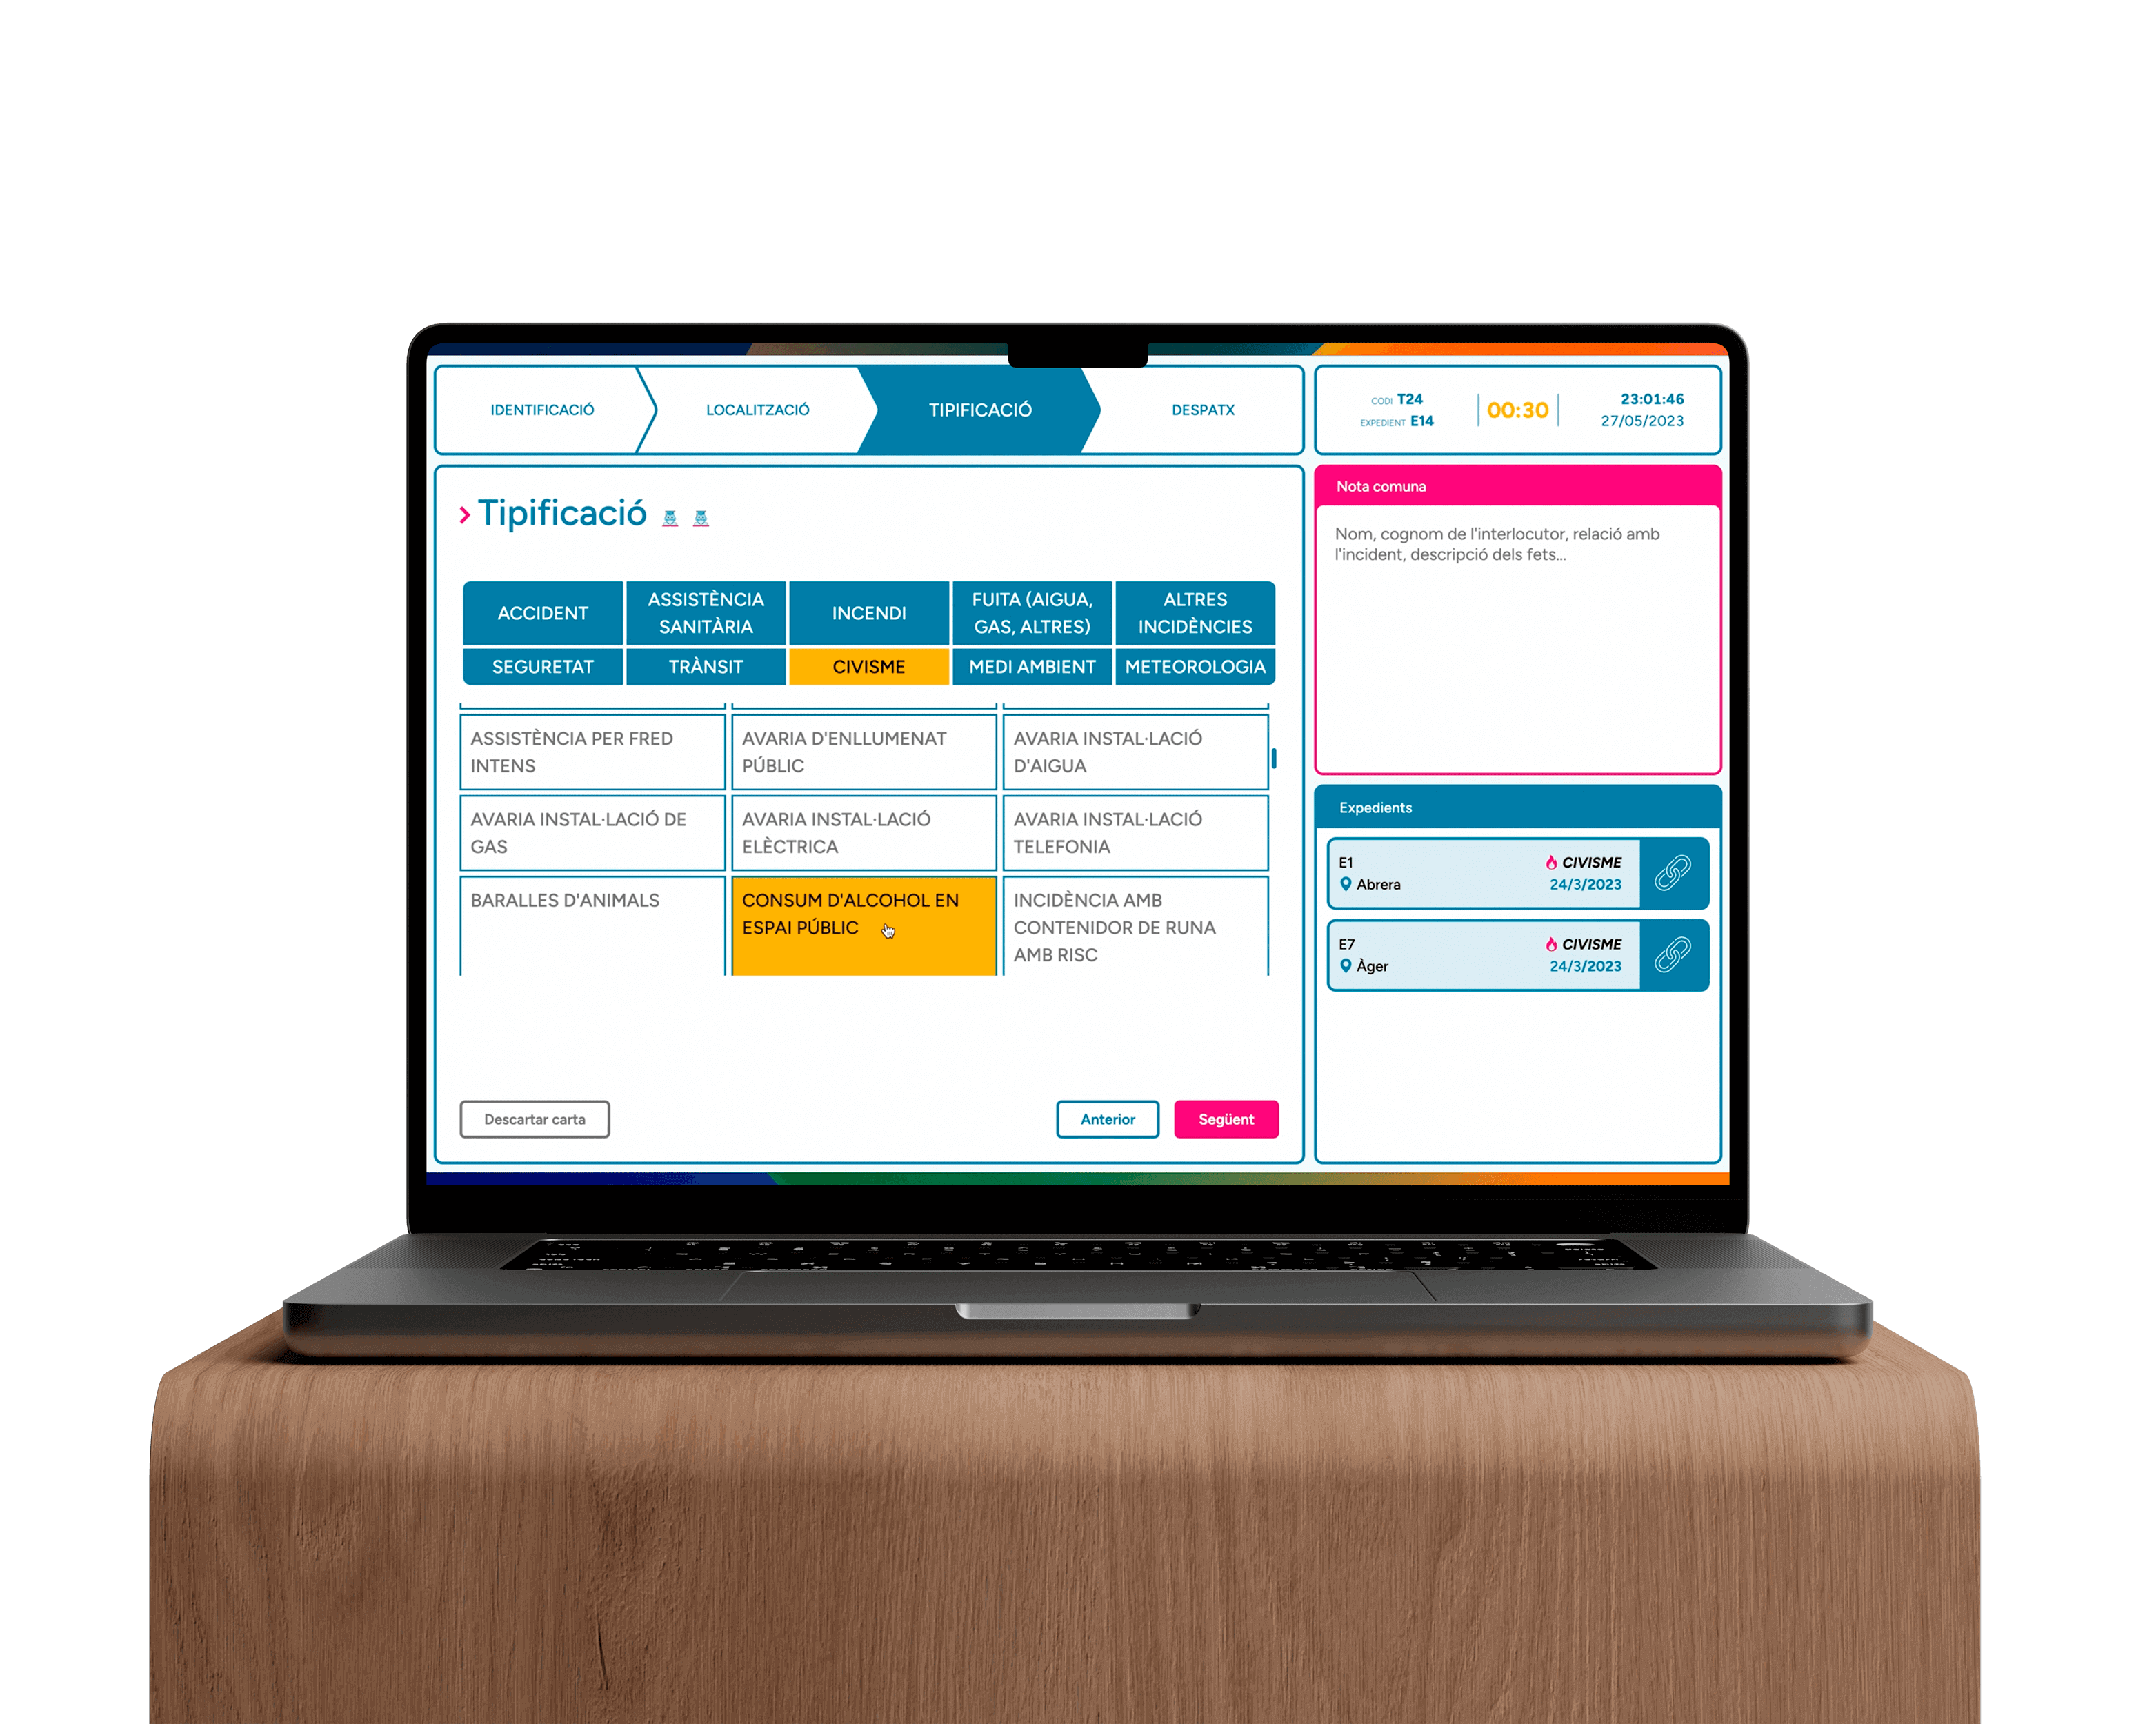 IDENTIFICACIÓ
LOCALITZACIÓ
TIPIFICACIÓ
DESPATX
CODI T24
EXPEDIENT E14
00:30
23:01:46
27/05/2023
Tipificació
ACCIDENT
ASSISTÈNCIA
SANITÀRIA
INCENDI
FUITA (AIGUA,
GAS, ALTRES)
ALTRES
INCIDÈNCIES
SEGURETAT
TRÀNSIT
CIVISME
MEDI AMBIENT
METEOROLOGIA
ASSISTÈNCIA PER FRED
INTENS
AVARIA D'ENLLUMENAT
PÚBLIC
AVARIA INSTAL·LACIÓ
D'AIGUA
AVARIA INSTAL·LACIÓ DE
GAS
AVARIA INSTAL·LACIÓ
ELÈCTRICA
AVARIA INSTAL·LACIÓ
TELEFONIA
BARALLES D'ANIMALS
CONSUM D'ALCOHOL EN
ESPAI PÚBLIC
INCIDÈNCIA AMB
CONTENIDOR DE RUNA
AMB RISC
Descartar carta
Anterior
Següent
Nota comuna
Nom, cognom de l'interlocutor, relació amb
l'incident, descripció dels fets...
Expedients
E1
CIVISME
Abrera
24/3/2023
E7
CIVISME
Àger
24/3/2023